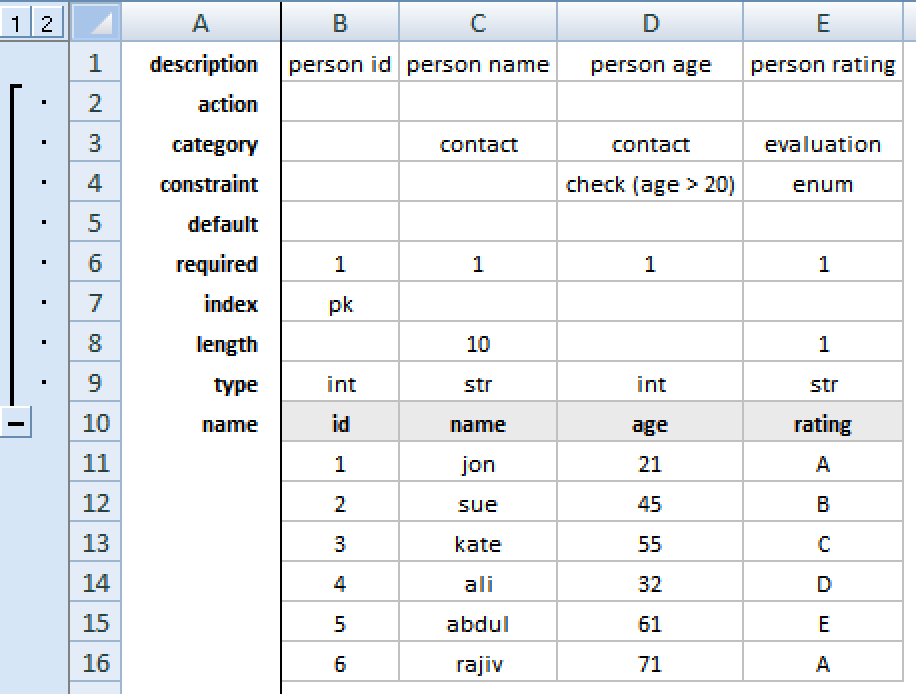 1 2 A B C D E
1 description person id person name person age person rating
2 action
3 category contact contact evaluation
4 constraint check (age > 20) enum
5 default
6 required 1 1 1 1
7 index pk
8 length 10 1
9 type int str int str
10 name id name age rating
11 1 jon 21 A
12 2 sue 45 B
13 3 kate 55 C
14 4 ali 32 D
15 5 abdul 61 E
16 6 rajiv 71 A